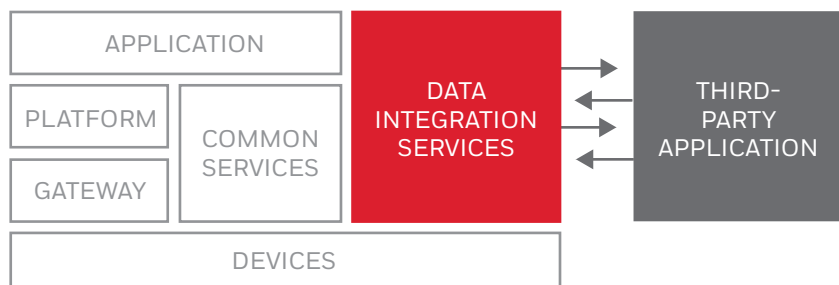 APPLICATION
PLATFORM
GATEWAY
COMMON
SERVICES
DATA
INTEGRATION
SERVICES
THIRD-
PARTY
APPLICATION
DEVICES